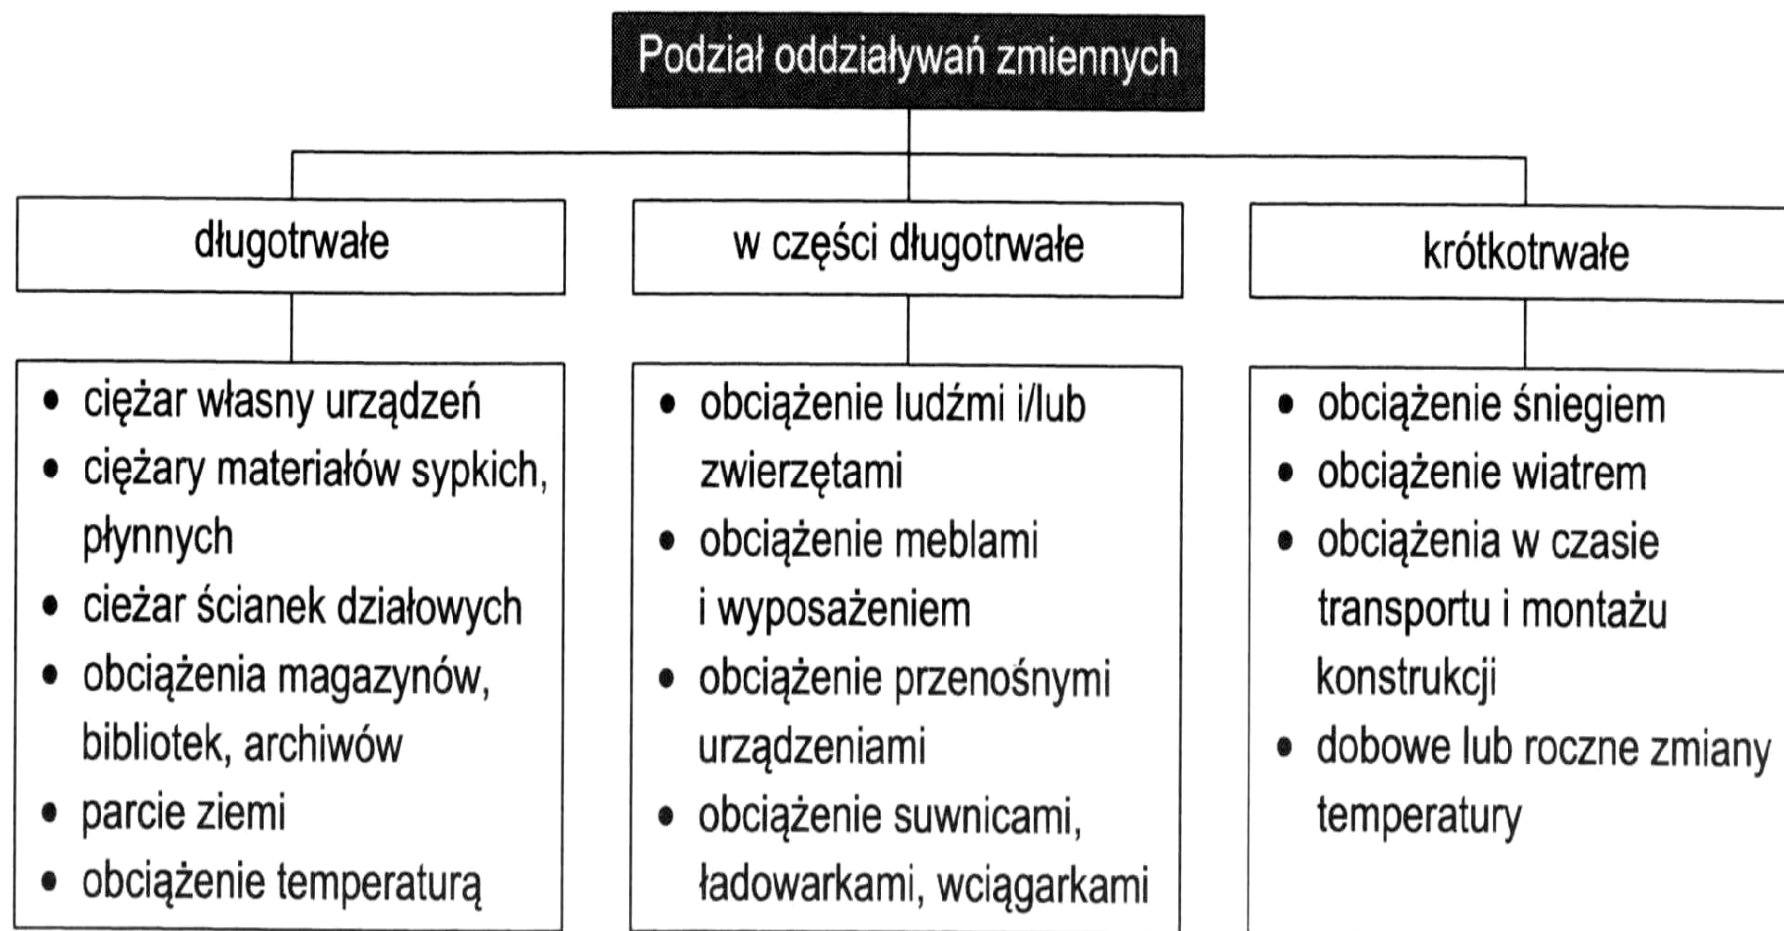 Podział oddziaływań zmiennych
długotrwałe
• ciężar własny urządzeń
• ciężary materiałów sypkich,
płynnych
• cieżar ścianek działowych
• obciążenia magazynów,
bibliotek, archiwów
• parcie ziemi
• obciążenie temperaturą
w części długotrwałe
• obciążenie ludźmi i/lub
zwierzętami
• obciążenie meblami
i wyposażeniem
• obciążenie przenośnymi
urządzeniami
• obciążenie suwnicami,
ładowarkami, wciągarkami
krótkotrwałe
• obciążenie śniegiem
• obciążenie wiatrem
• obciążenia w czasie
transportu i montażu
konstrukcji
• dobowe lub roczne zmiany
temperatury